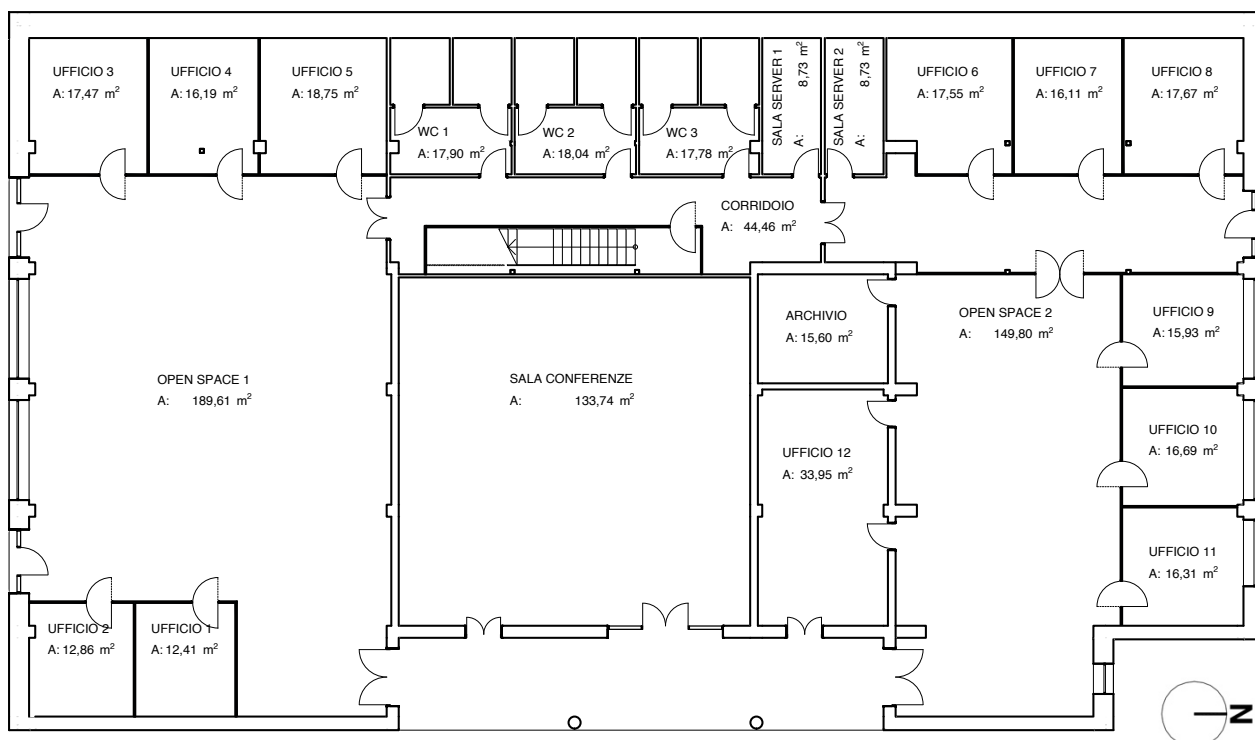 UFFICIO 3
A: 17,47 m²
UFFICIO 4
A: 16,19 m²
UFFICIO 5
A: 18,75 m²
WC 1
A: 17,90 m²
WC 2
A: 18,04 m²
WC 3
A: 17,78 m²
SALA SERVER 1
A: 8,73 m²
SALA SERVER 2
A: 8,73 m²
UFFICIO 6
A: 17,55 m²
UFFICIO 7
A: 16,11 m²
UFFICIO 8
A: 17,67 m²
CORRIDOIO
A: 44,46 m²
ARCHIVIO
A: 15,60 m²
OPEN SPACE 2
A: 149,80 m²
UFFICIO 9
A: 15,93 m²
OPEN SPACE 1
A: 189,61 m²
SALA CONFERENZE
A: 133,74 m²
UFFICIO 12
A: 33,95 m²
UFFICIO 10
A: 16,69 m²
UFFICIO 11
A: 16,31 m²
UFFICIO 2
A: 12,86 m²
UFFICIO 1
A: 12,41 m²
N